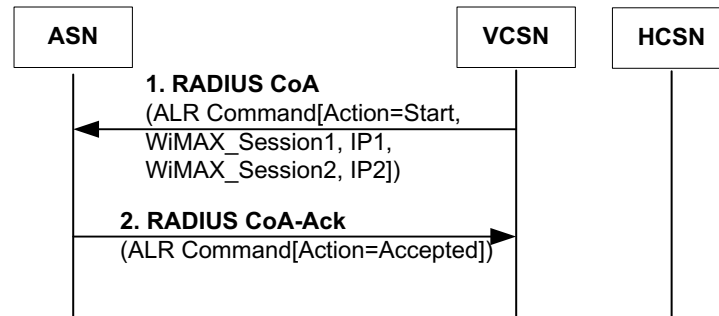 ASN
VCSN
HCSN
1. RADIUS CoA
(ALR Command[Action=Start,
WiMAX_Session1, IP1,
WiMAX_Session2, IP2])
2. RADIUS CoA-Ack
(ALR Command[Action=Accepted])